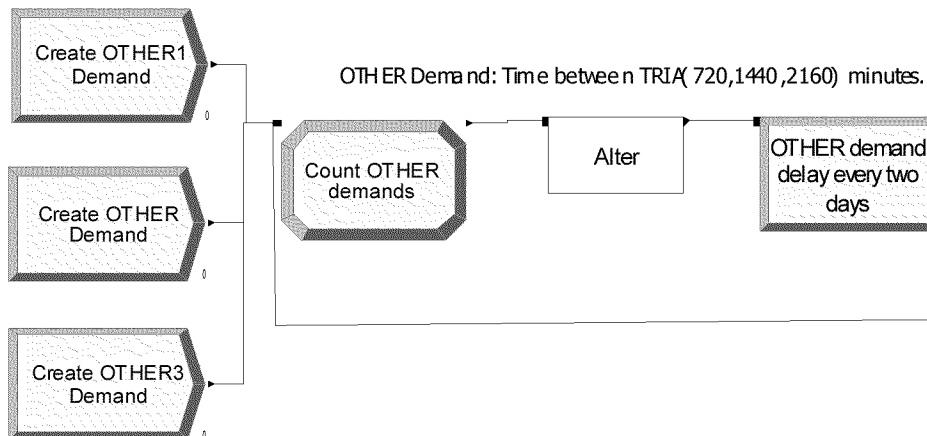 Create OTHER1
Demand
OTHER Demand: Time between TRIA( 720,1440 ,2160) minutes.
Count OTHER
demands
Alter
OTHER demand
delay every two
days
Create OTHER
Demand
0
0
Create OTHER3
Demand
0